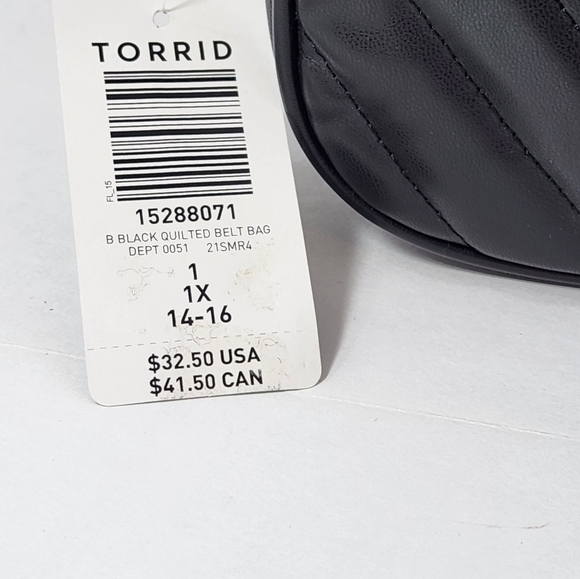 TORRID
FL_15
15288071
B BLACK QUILTED BELT BAG
DEPT 0051 21SMR4
1
1X
14-16
$32.50 USA
$41.50 CAN